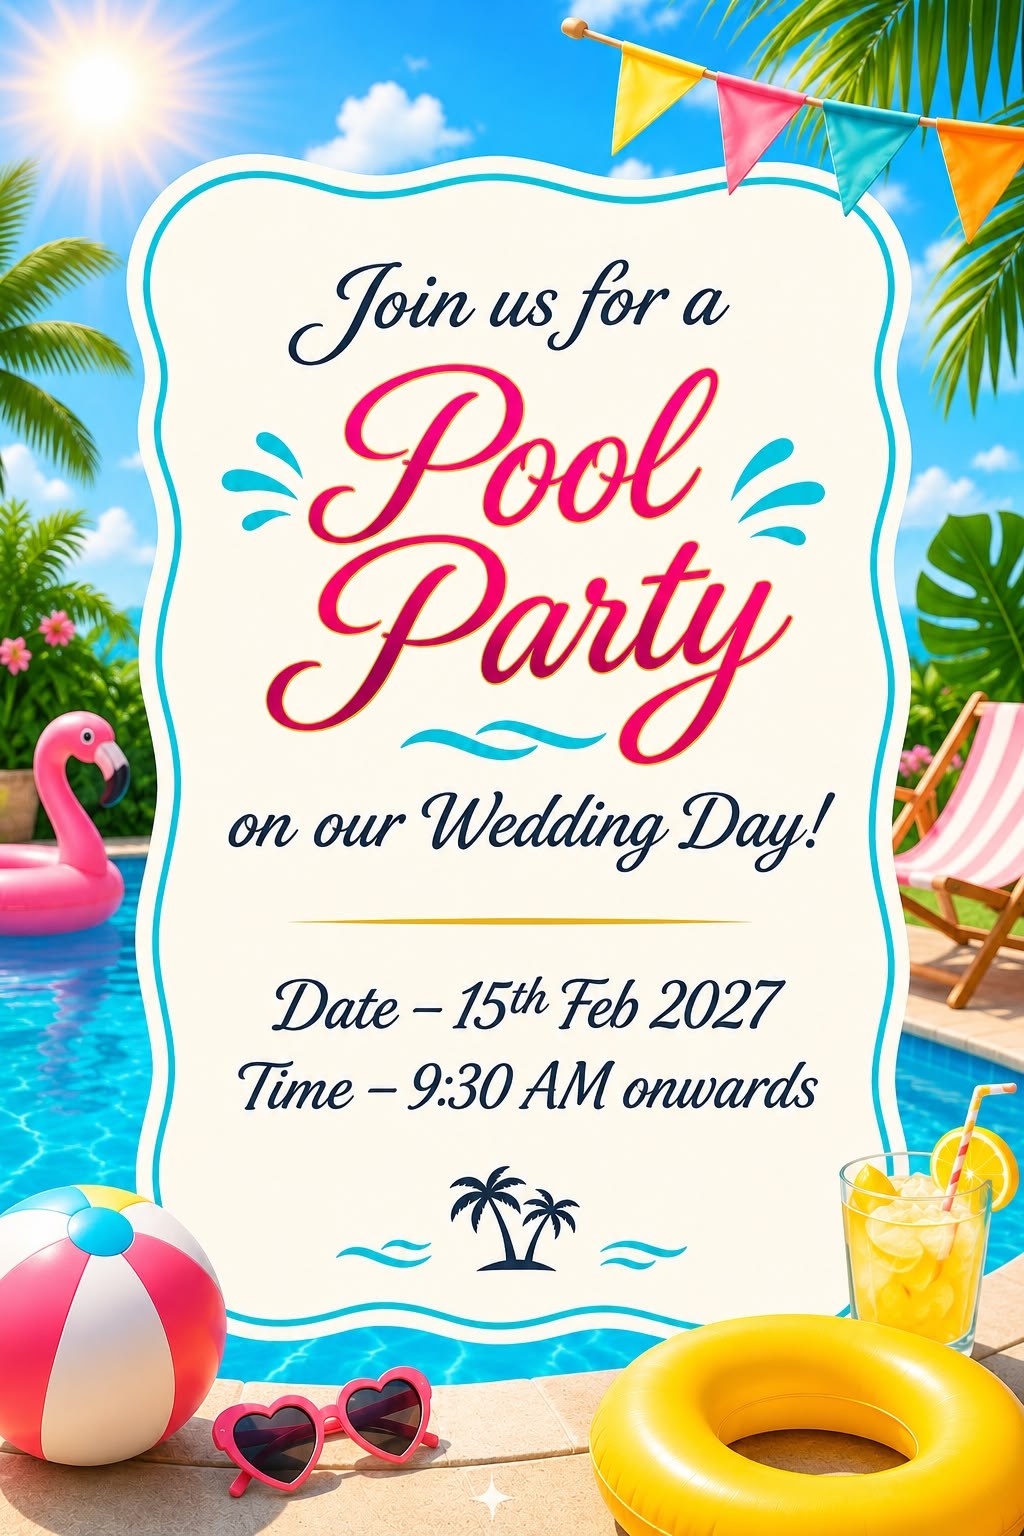 Join us for a
Pool
Party
on our Wedding Day!
Date – 15th Feb 2027
Time – 9:30 AM onwards